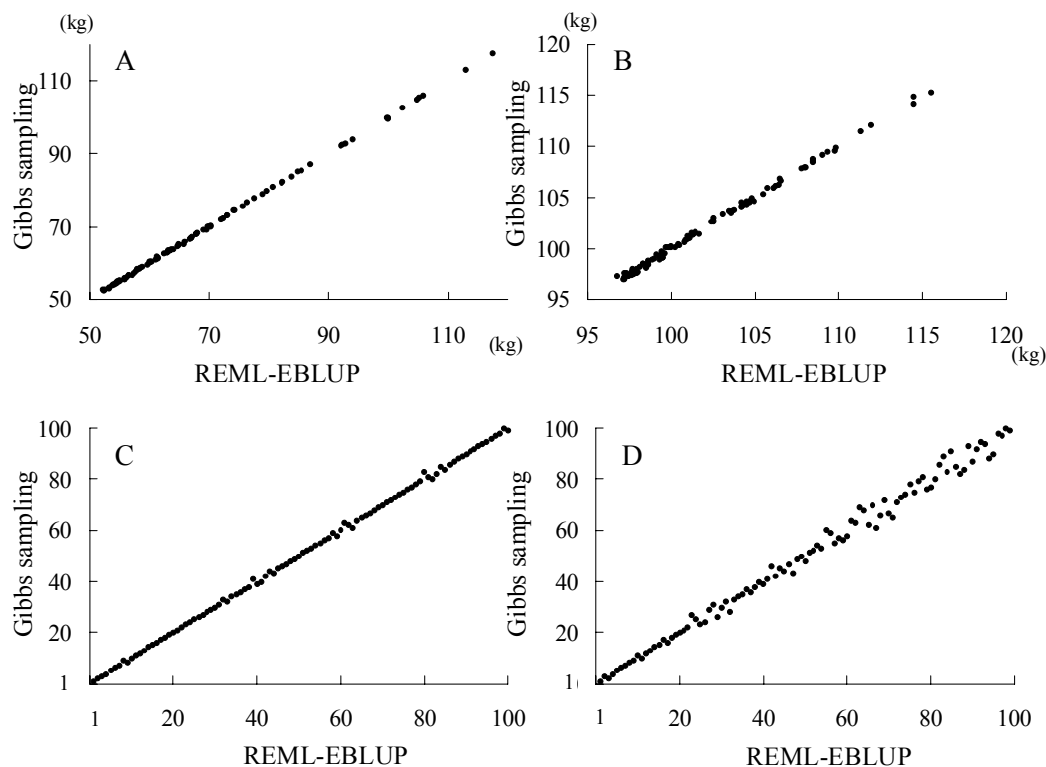 (kg)
A
Gibbs sampling
110
90
70
50
50 70 90 110 (kg)
REML-EBLUP
(kg)
B
Gibbs sampling
120
115
110
105
100
95
95 100 105 110 115 120
(kg)
REML-EBLUP
C
Gibbs sampling
100
80
60
40
20
1
1 20 40 60 80 100
REML-EBLUP
D
Gibbs sampling
100
80
60
40
20
1
1 20 40 60 80 100
REML-EBLUP